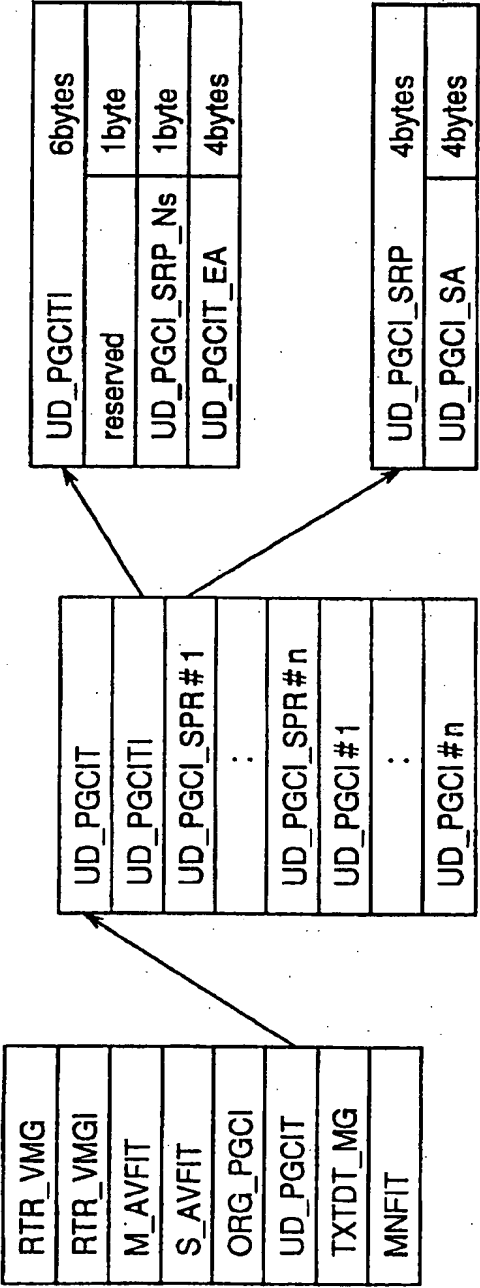 RTR_VMG
RTR_VMGI
M_AVFIT
S_AVFIT
ORG_PGCI
UD_PGCIT
TXTDT_MG
MNFIT
UD_PGCIT
UD_PGCITI
UD_PGCI_SPR#1
:
UD_PGCI_SPR#n
UD_PGCI#1
:
UD_PGCI#n
UD_PGCITI 6bytes
reserved 1byte
UD_PGCI_SRP_Ns 1byte
UD_PGCIT_EA 4bytes
UD_PGCI_SRP 4bytes
UD_PGCI_SA 4bytes